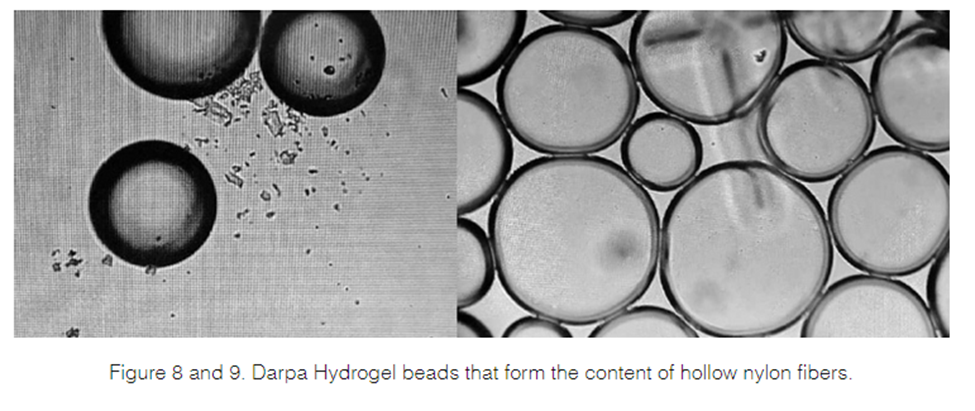 Figure 8 and 9. Darpa Hydrogel beads that form the content of hollow nylon fibers.